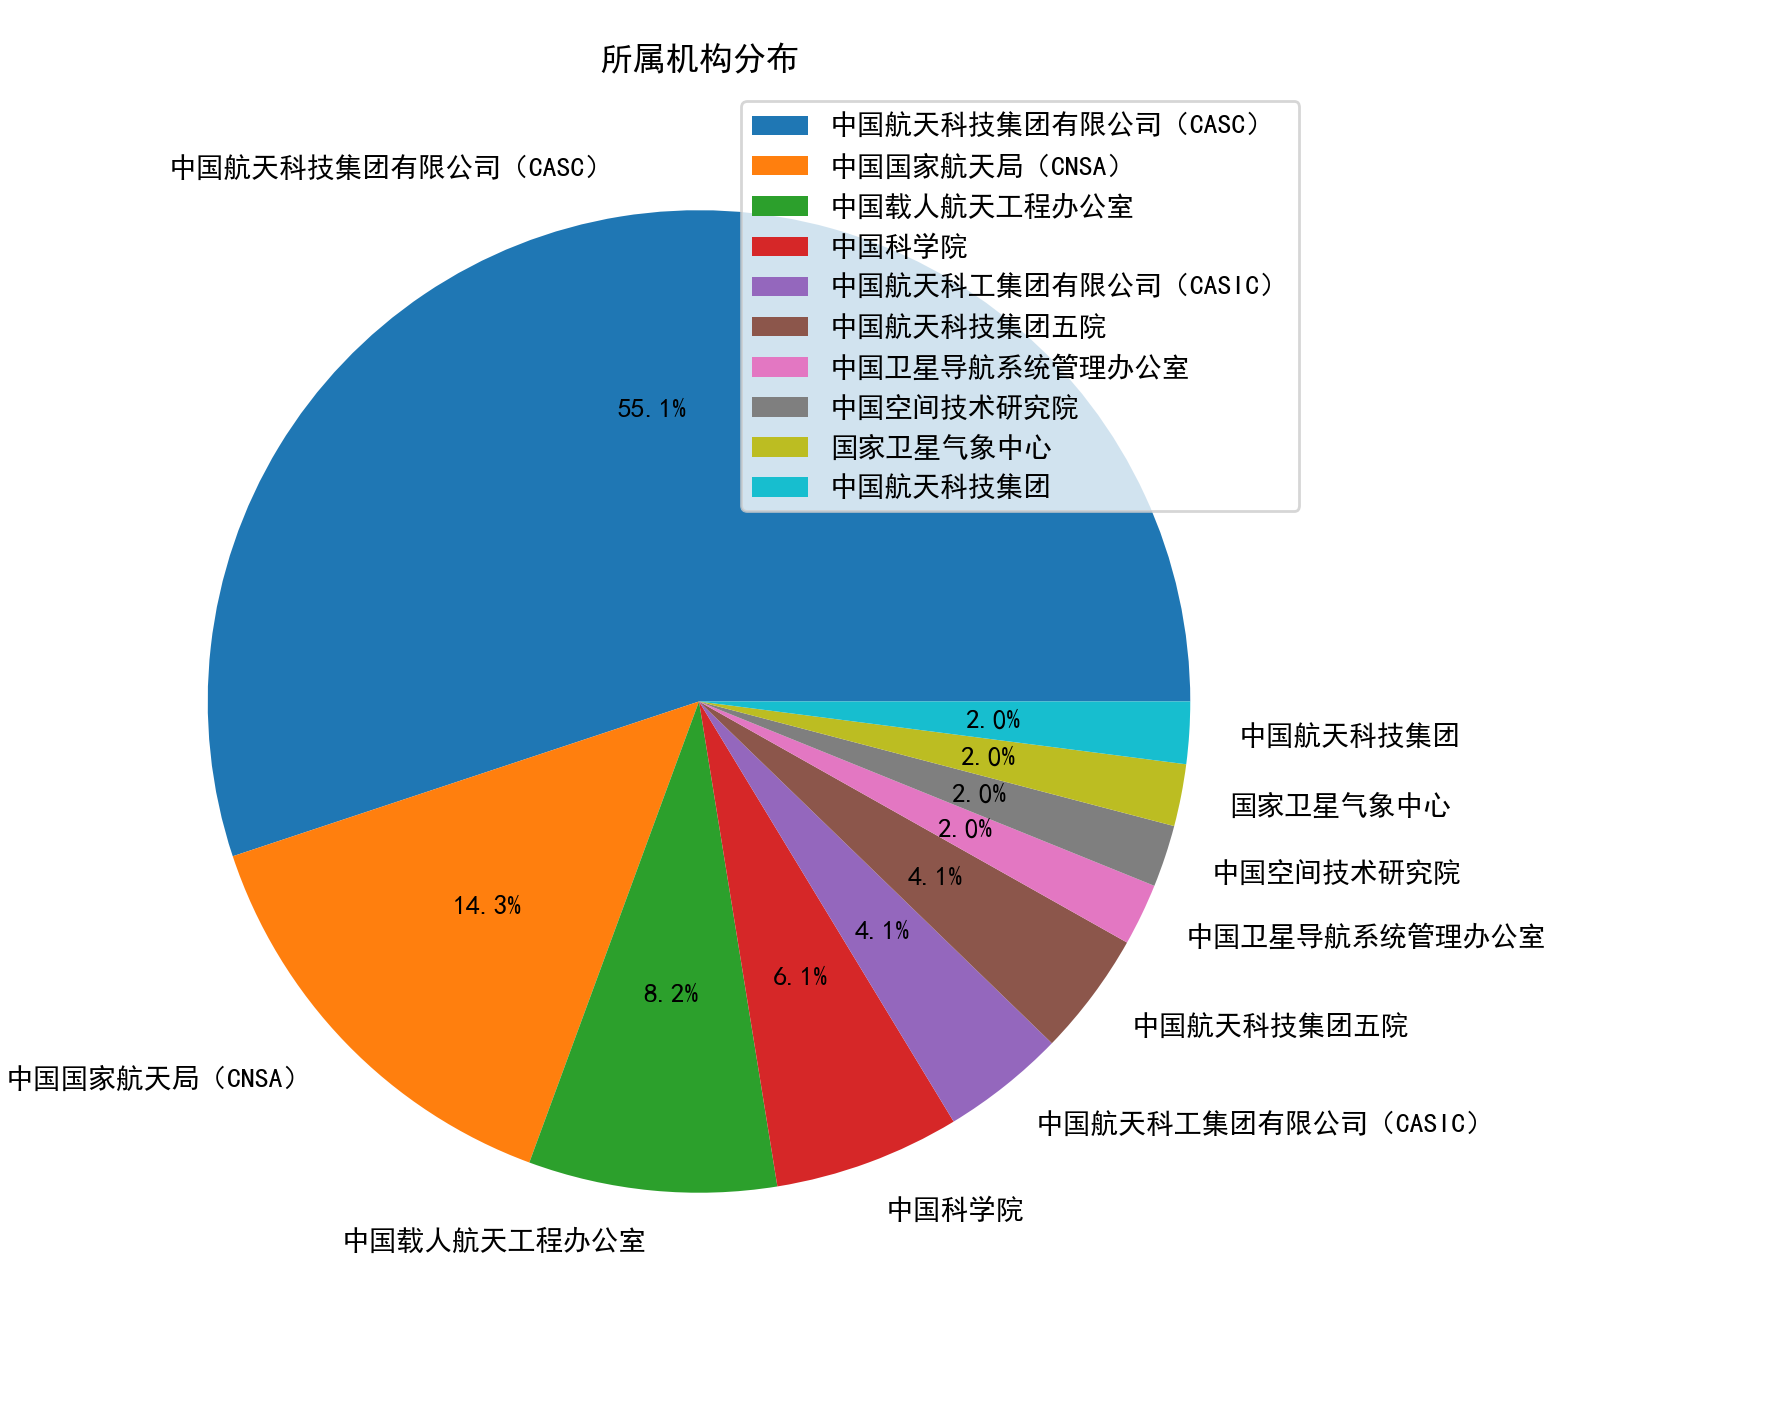 所属机构分布
中国航天科技集团有限公司（CASC）
中国国家航天局（CNSA）
中国载人航天工程办公室
中国科学院
中国航天科工集团有限公司（CASIC）
中国航天科技集团五院
中国卫星导航系统管理办公室
中国空间技术研究院
国家卫星气象中心
中国航天科技集团
中国航天科技集团有限公司（CASC）
55.1%
2.0%
中国航天科技集团
2.0%
国家卫星气象中心
2.0%
中国空间技术研究院
2.0%
中国卫星导航系统管理办公室
4.1%
中国航天科技集团五院
4.1%
中国航天科工集团有限公司（CASIC）
6.1%
中国科学院
8.2%
中国载人航天工程办公室
14.3%
中国国家航天局（CNSA）